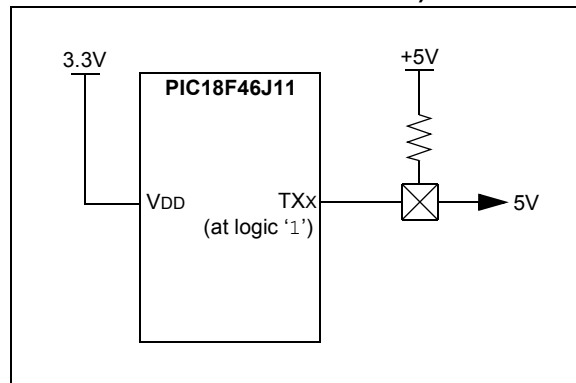 3.3V
+5V
PIC18F46J11
VDD
TXX
(at logic ‘1’)
5V